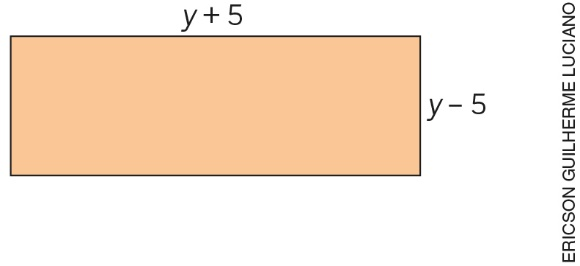 y + 5
y – 5
ERICSON GUILHERME LUCIANO